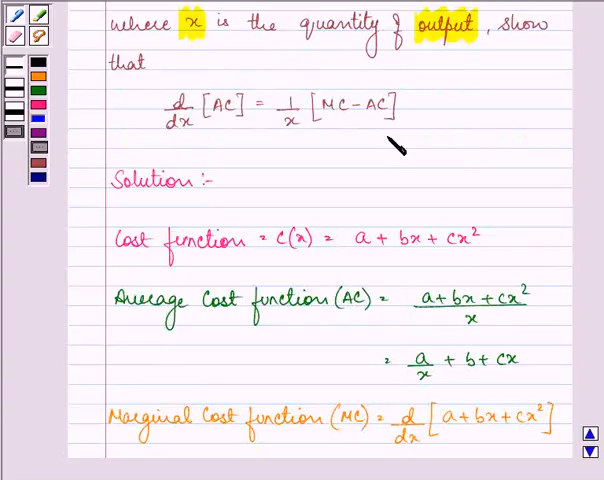 where x is the quantity of output, show
that
d/dx [AC] = 1/x [MC - AC]
Solution :-
Cost function = C(x) = a + bx + cx²
Average Cost function (AC) = (a + bx + cx²)/x
= a/x + b + cx
Marginal Cost function (MC) = d/dx [a + bx + cx²]